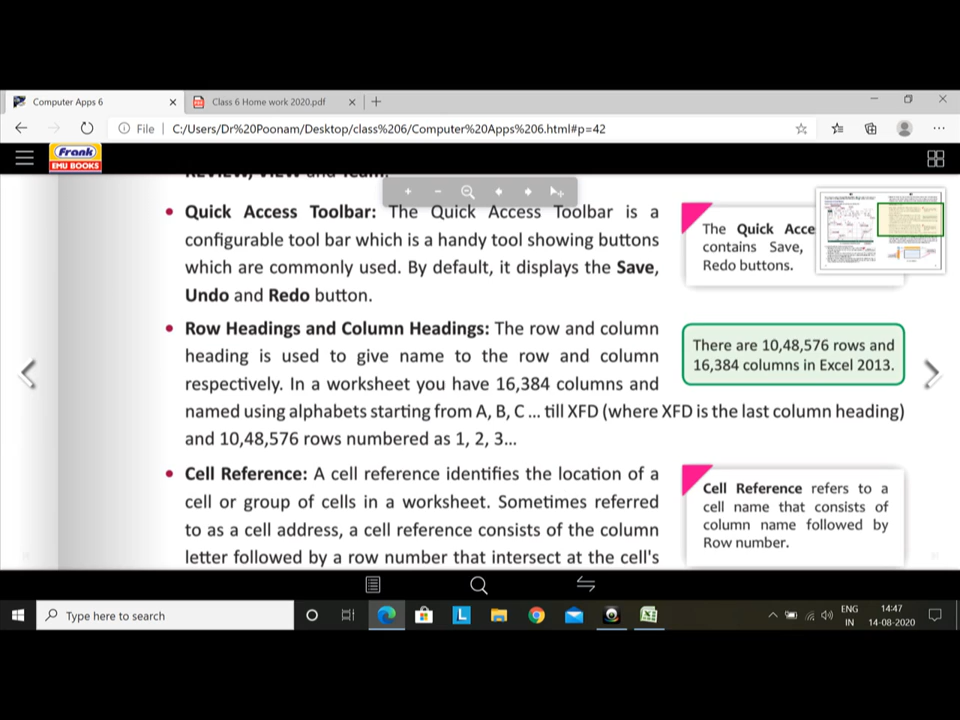 Computer Apps 6
Class 6 Home work 2020.pdf
File
C:/Users/Dr%20Poonam/Desktop/class%206/Computer%20Apps%206.html#p=42
Frank
EMU BOOKS
REVIEW, VIEW and Team.
• Quick Access Toolbar: The Quick Access Toolbar is a
configurable tool bar which is a handy tool showing buttons
which are commonly used. By default, it displays the Save,
Undo and Redo button.
The Quick Acce
contains Save,
Redo buttons.
• Row Headings and Column Headings: The row and column
heading is used to give name to the row and column
respectively. In a worksheet you have 16,384 columns and
named using alphabets starting from A, B, C ... till XFD (where XFD is the last column heading)
and 10,48,576 rows numbered as 1, 2, 3...
There are 10,48,576 rows and
16,384 columns in Excel 2013.
• Cell Reference: A cell reference identifies the location of a
cell or group of cells in a worksheet. Sometimes referred
to as a cell address, a cell reference consists of the column
letter followed by a row number that intersect at the cell's
Cell Reference refers to a
cell name that consists of
column name followed by
Row number.
Type here to search
L
ENG
IN
14:47
14-08-2020